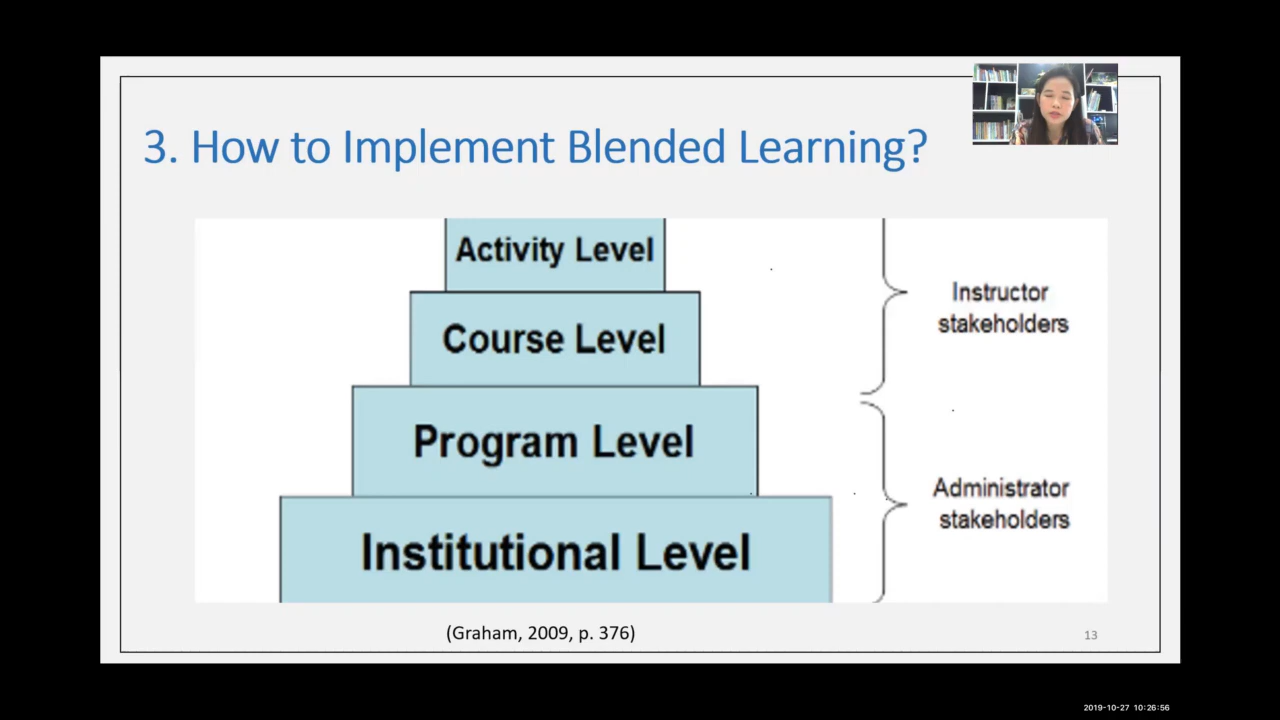 3. How to Implement Blended Learning?
Activity Level
Course Level
Program Level
Institutional Level
Instructor
stakeholders
Administrator
stakeholders
(Graham, 2009, p. 376)
13
2019-10-27 10:26:56